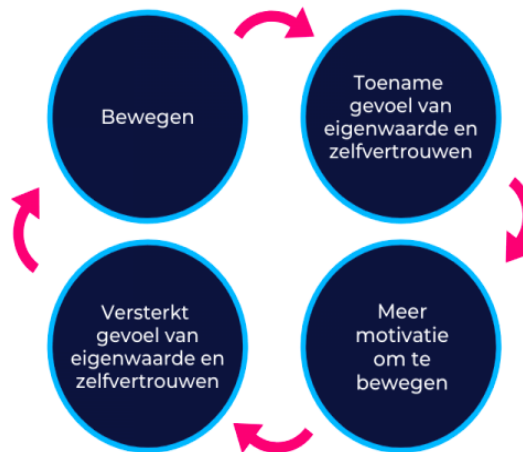 Bewegen
Toename
gevoel van
eigenwaarde en
zelfvertrouwen
Meer
motivatie
om te
bewegen
Versterkt
gevoel van
eigenwaarde en
zelfvertrouwen